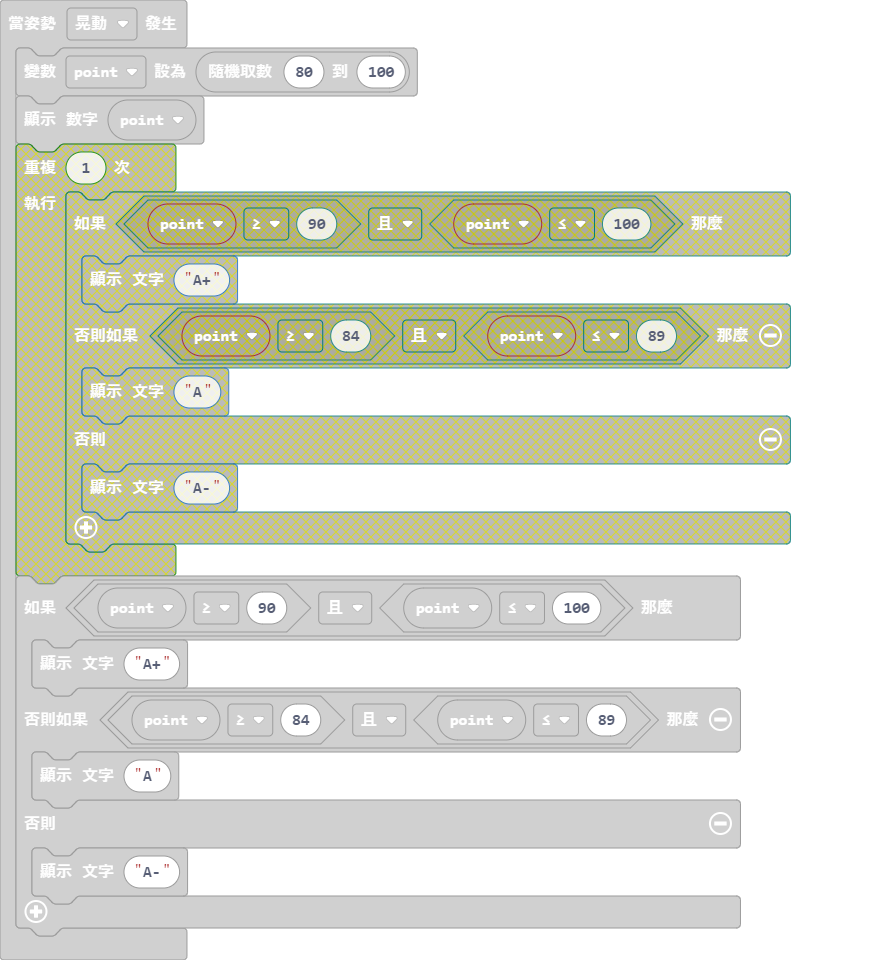 當姿勢 晃動 發生
變數 point 設為 隨機取數 80 到 100
顯示 數字 point
重複 1 次
執行
如果 point ≥ 90 且 point ≤ 100 那麼
顯示 文字 "A+"
否則如果 point ≥ 84 且 point ≤ 89 那麼
顯示 文字 "A"
否則
顯示 文字 "A-"
如果 point ≥ 90 且 point ≤ 100 那麼
顯示 文字 "A+"
否則如果 point ≥ 84 且 point ≤ 89 那麼
顯示 文字 "A"
否則
顯示 文字 "A-"